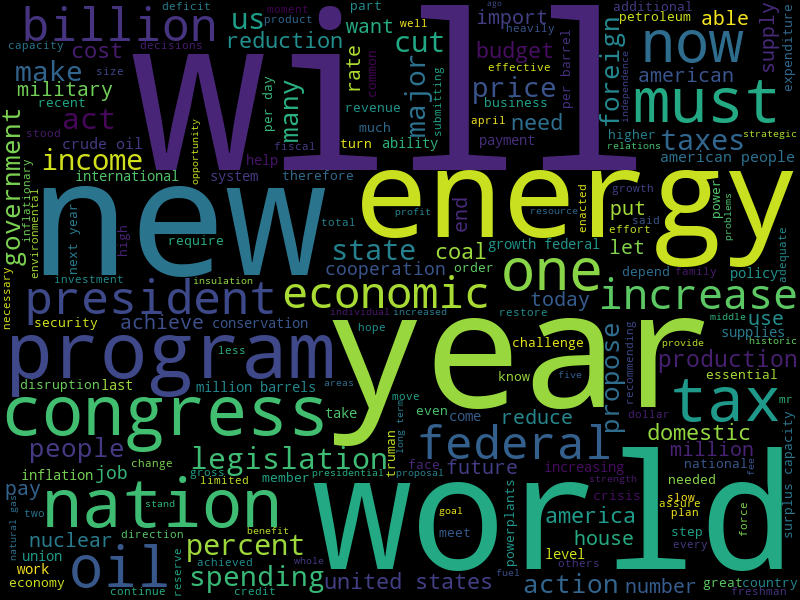 deficit
part
additional
billion
will
us
want
import
foreign
now
able
supply
expenditure
capacity
decisions
product
moment
ago
well
cost
reduction
cut
budget
petroleum
make
size
recent
military
per day
many
rate
common
heavily
effective
price
per barrel
independence
american
must
major
submitting
revenue
business
act
stood
crude oil
much
april
need
higher
relations
taxes
strategic
government
inflationary
environmental
income
opportunity
fiscal
help
turn
ability
payment
american people
international
system
therefore
new
energy
growth
power
said
problems
enacted
put
effort
let
adequate
next year
high
require
total
profit
end
resource
state
coal
growth federal
one
depend
family
policy
necessary
investment
insulation
cooperation
order
president
economic
today
increase
supplies
use
security
achieve
conservation
individual
increased
restore
middle
historic
program
less
hope
year
challenge
propose
recommending
provide
production
disruption
last
million barrels
areas
know
five
essential
congress
take
move
long term
even
come
reduce
dollar
tax
mr
people
legislation
truman
federal
domestic
inflation
job
change
member
presidential
proposal
face
future
increasing
million
national
surplus capacity
pay
gross
limited
strength
crisis
needed
fee
nation
world
goal
powerplants
america
slow
assure
plan
force
natural gas
two
stand
benefit
meet
house
step
every
nuclear
direction
percent
union
work
economy
oil
reserve
achieved
whole
level
others
continue
spending
credit
united states
fuel
action
number
great
country
freshman